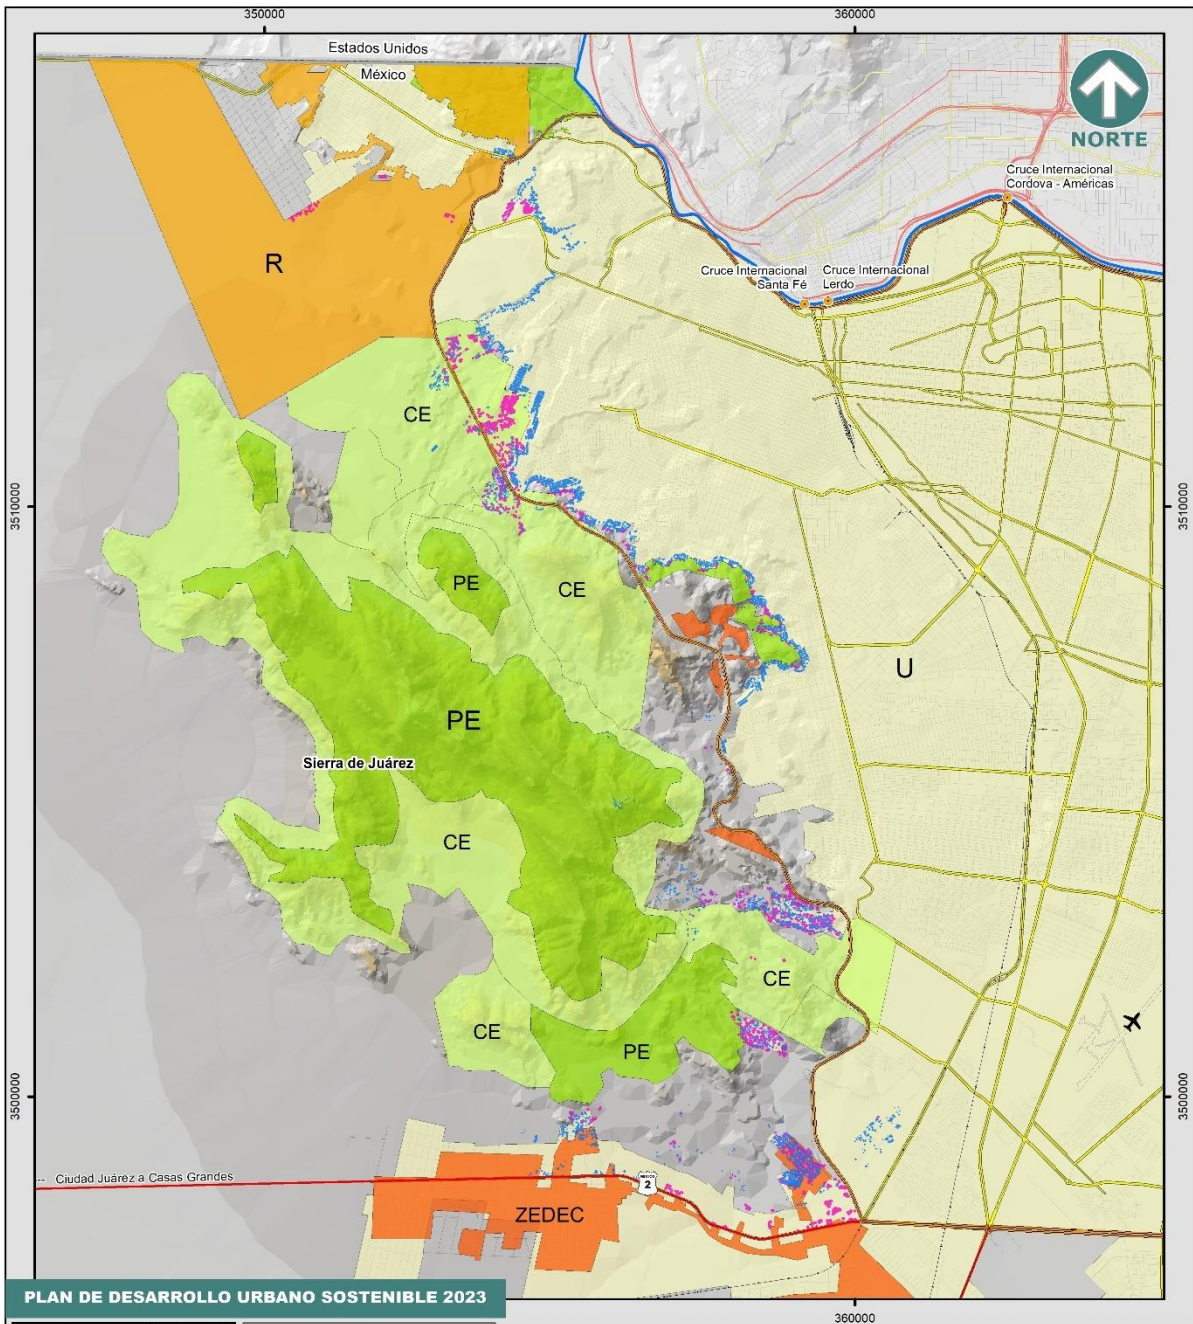 350000
360000
Estados Unidos
México
NORTE
Cruce Internacional
Cordova - Américas
R
Cruce Internacional
Santa Fé
Cruce Internacional
Lerdo
CE
3510000
3510000
PE
CE
U
PE
Sierra de Juárez
CE
CE
CE
PE
3500000
3500000
Ciudad Juárez a Casas Grandes
MEXICO
2
ZEDEC
PLAN DE DESARROLLO URBANO SOSTENIBLE 2023
360000